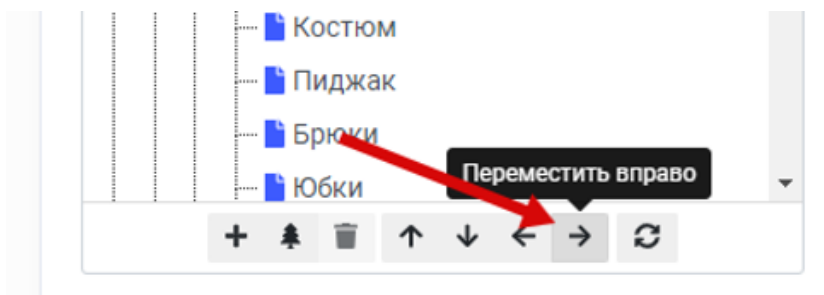 Костюм
Пиджак
Брюки
Переместить вправо
Юбки